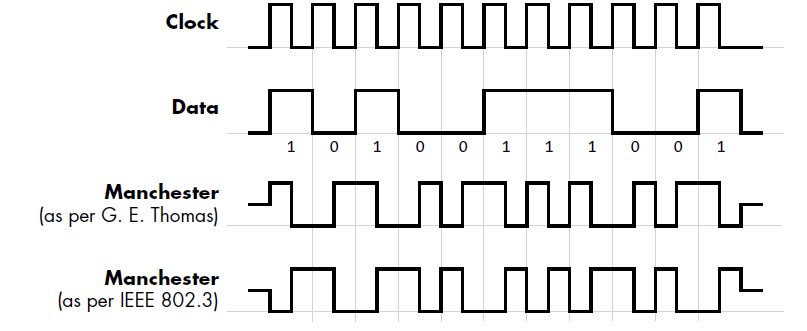 Clock
Data
1 0 1 0 0 1 1 1 0 0 1
Manchester
(as per G. E. Thomas)
Manchester
(as per IEEE 802.3)